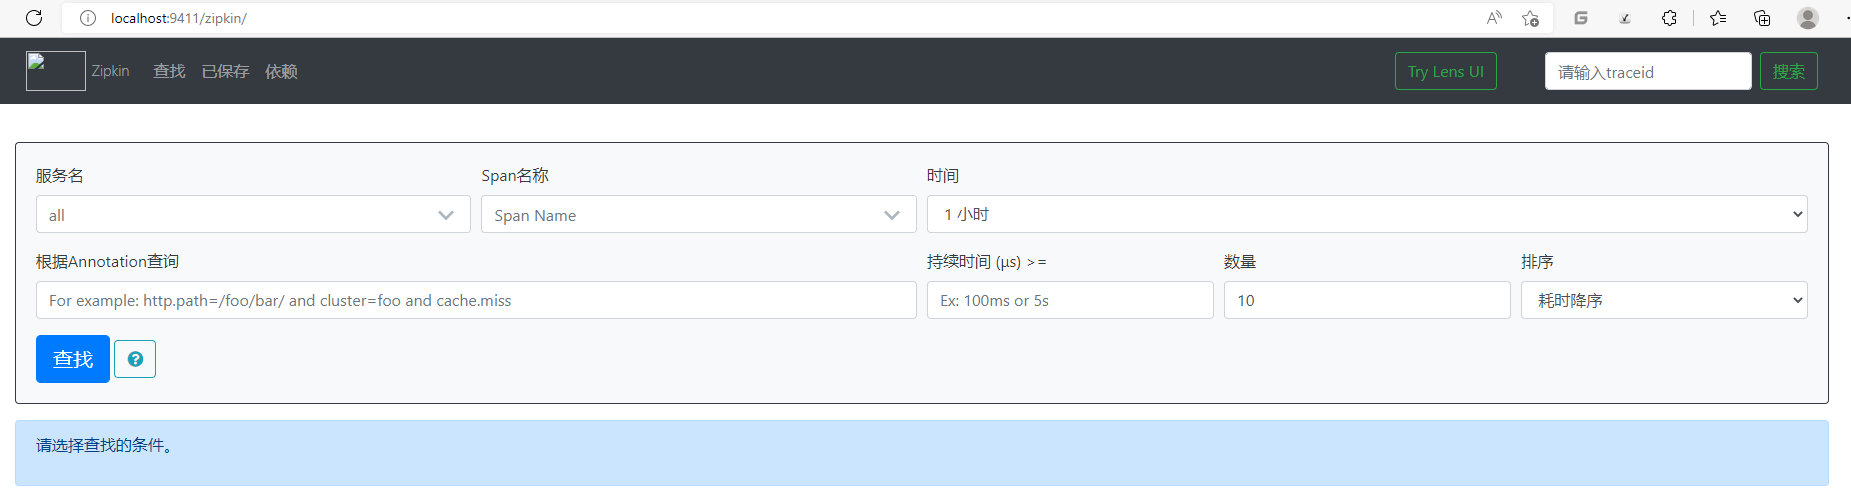 localhost:9411/zipkin/
Zipkin 查找 已保存 依赖 Try Lens UI 请输入traceid 搜索
服务名 Span名称 时间
all Span Name 1 小时
根据Annotation查询 持续时间 (μs) >= 数量 排序
For example: http.path=/foo/bar/ and cluster=foo and cache.miss Ex: 100ms or 5s 10 耗时降序
查找
请选择查找的条件。